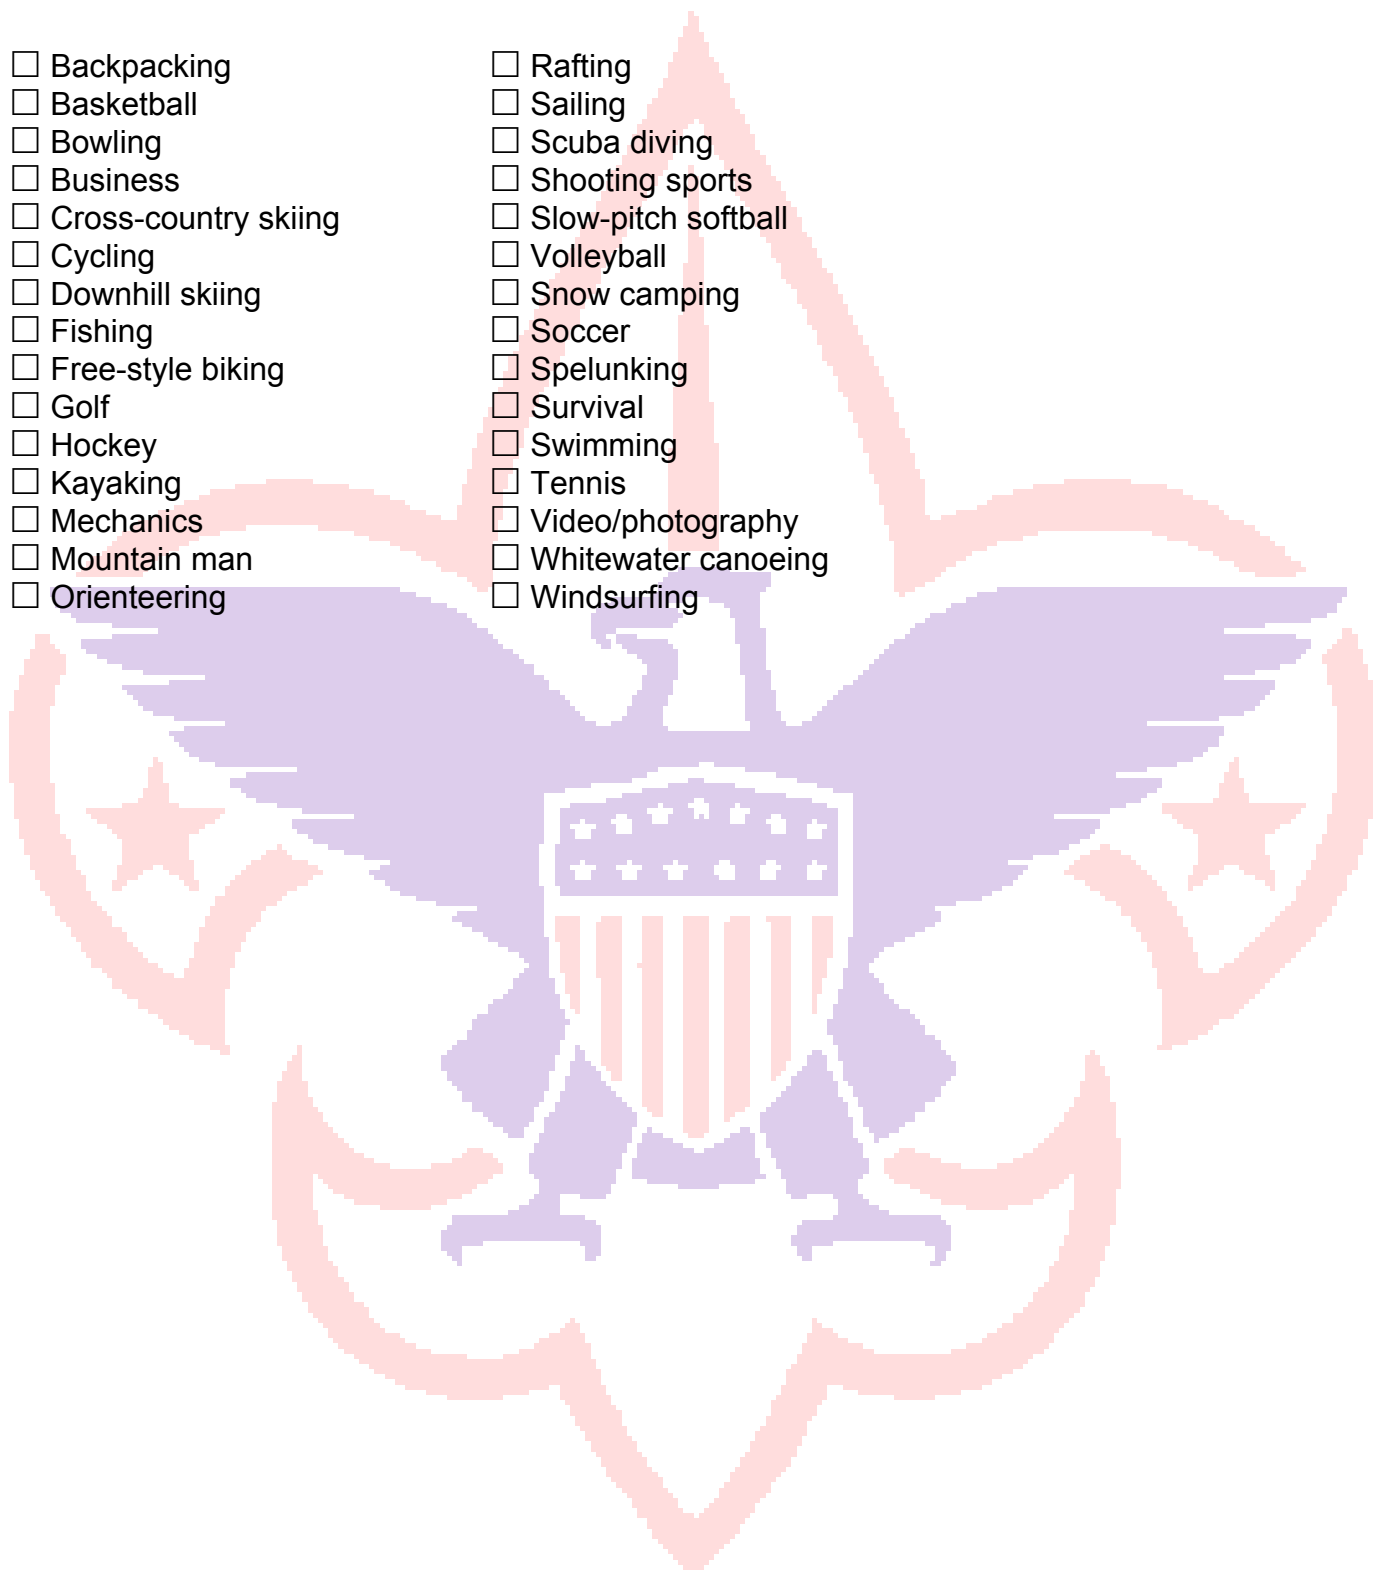 ☐ Backpacking
☐ Basketball
☐ Bowling
☐ Business
☐ Cross-country skiing
☐ Cycling
☐ Downhill skiing
☐ Fishing
☐ Free-style biking
☐ Golf
☐ Hockey
☐ Kayaking
☐ Mechanics
☐ Mountain man
☐ Orienteering
☐ Rafting
☐ Sailing
☐ Scuba diving
☐ Shooting sports
☐ Slow-pitch softball
☐ Volleyball
☐ Snow camping
☐ Soccer
☐ Spelunking
☐ Survival
☐ Swimming
☐ Tennis
☐ Video/photography
☐ Whitewater canoeing
☐ Windsurfing